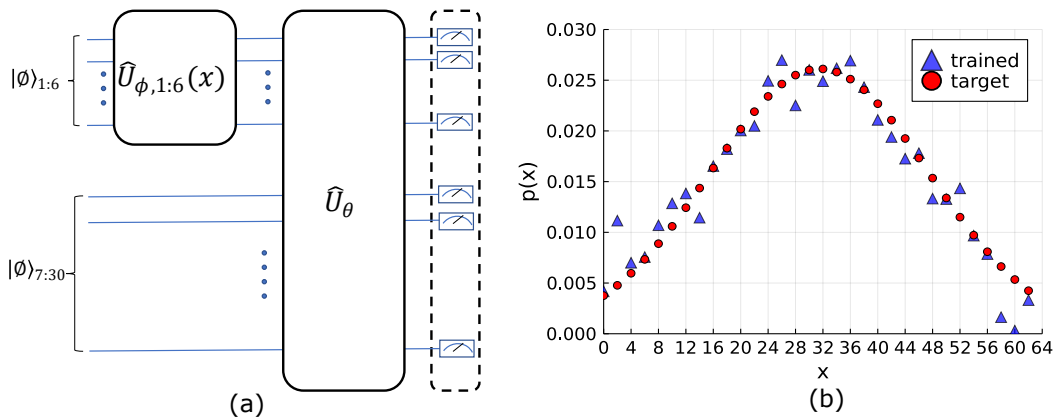 |ø⟩₁:₆
Û_ϕ,1:6(x)
|ø⟩₇:₃₀
Û_θ
(a)
p(x)
0.030
0.025
0.020
0.015
0.010
0.005
0.000
trained
target
0 4 8 12 16 20 24 28 32 36 40 44 48 52 56 60 64
x
(b)